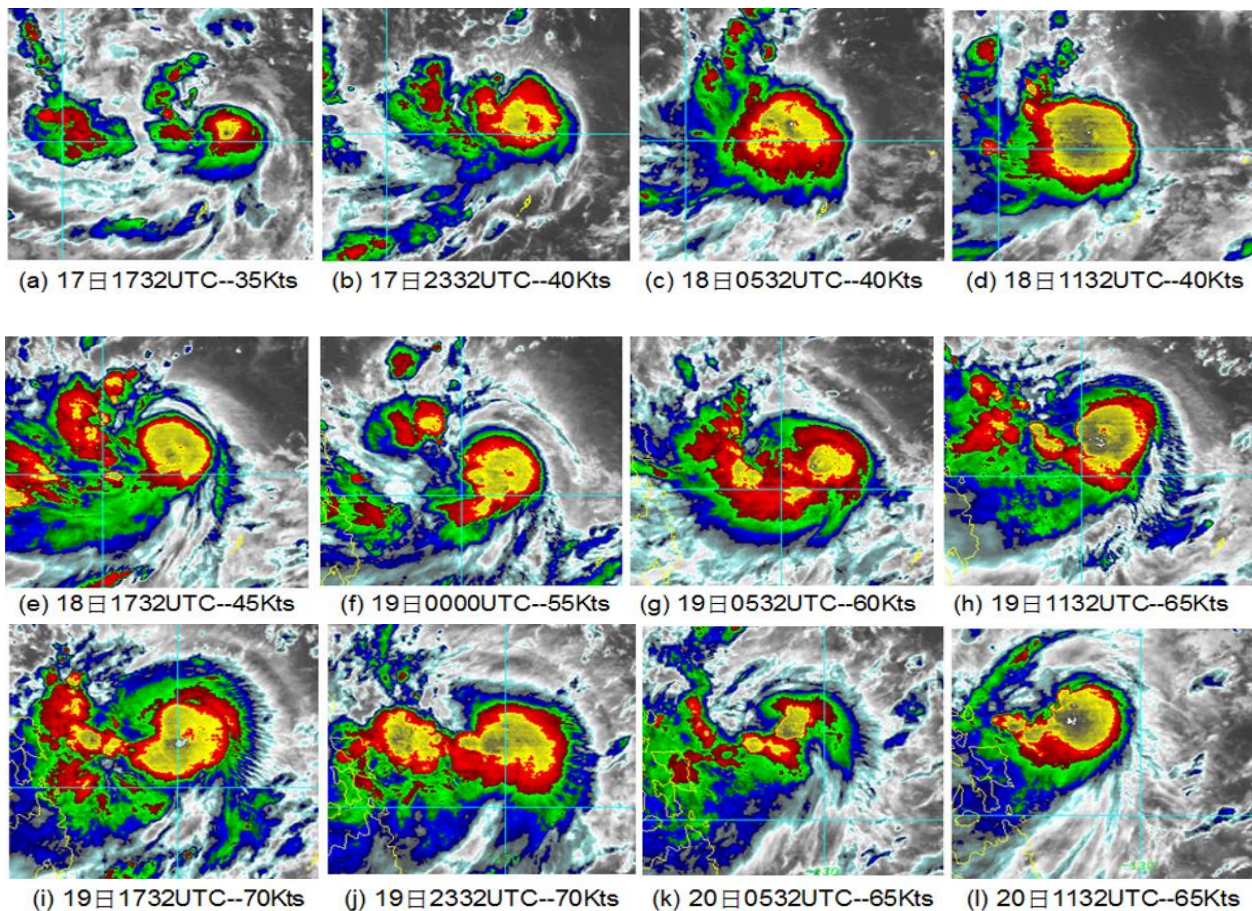 (a) 17日1732UTC--35Kts
(b) 17日2332UTC--40Kts
(c) 18日0532UTC--40Kts
(d) 18日1132UTC--40Kts
(e) 18日1732UTC--45Kts
(f) 19日0000UTC--55Kts
(g) 19日0532UTC--60Kts
(h) 19日1132UTC--65Kts
(i) 19日1732UTC--70Kts
(j) 19日2332UTC--70Kts
(k) 20日0532UTC--65Kts
(l) 20日1132UTC--65Kts